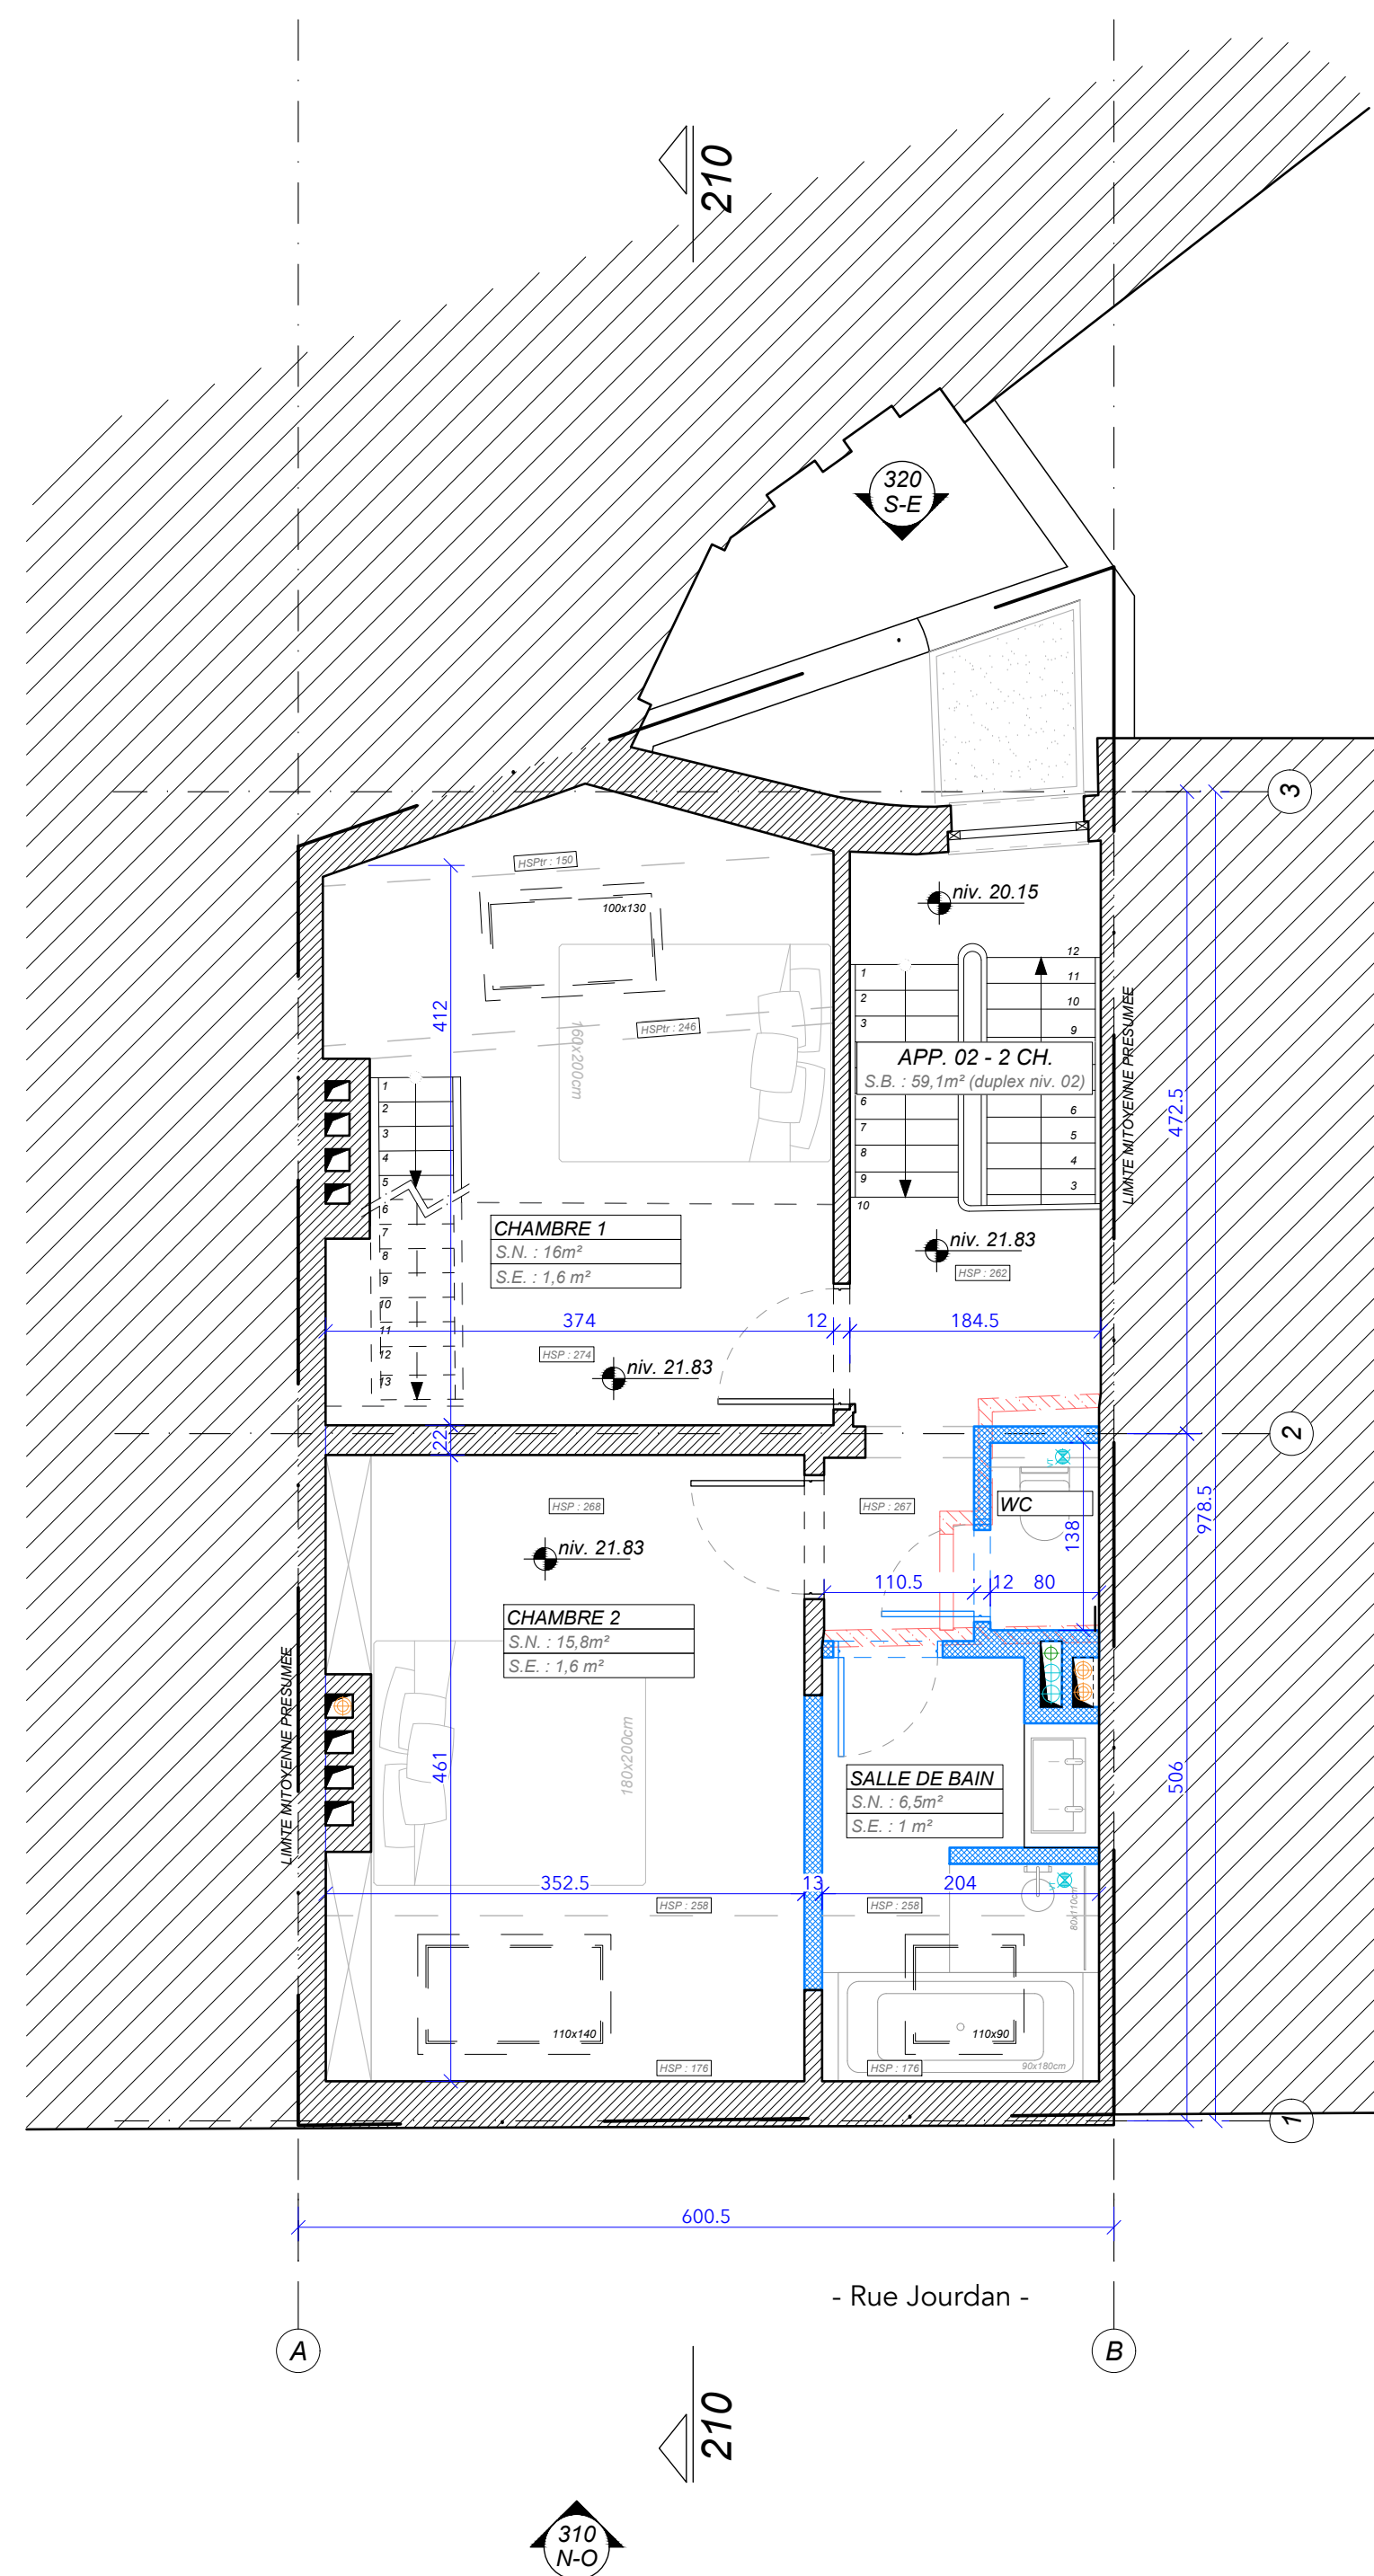 210
320
S-E
3
HSPtr : 150
100x130
niv. 20.15
412
HSPtr : 246
160x200cm
1
2
3
12
11
10
9
APP. 02 - 2 CH.
S.B. : 59,1m² (duplex niv. 02)
LIMITE MITOYENNE PRESUMEE
472.5
1
2
3
4
5
6
7
8
9
10
11
12
13
6
7
8
9
10
6
5
4
3
CHAMBRE 1
S.N. : 16m²
S.E. : 1,6 m²
niv. 21.83
HSP : 262
374
12
184.5
HSP : 274
niv. 21.83
22
2
HSP : 268
HSP : 267
VT
WC
138
978.5
niv. 21.83
110.5
12
80
CHAMBRE 2
S.N. : 15,8m²
S.E. : 1,6 m²
LIMITE MITOYENNE PRESUMEE
461
180x200cm
SALLE DE BAIN
S.N. : 6,5m²
S.E. : 1 m²
506
352.5
13
204
HSP : 258
HSP : 258
80x110cm
110x140
110x90
HSP : 176
HSP : 176
90x180cm
1
600.5
- Rue Jourdan -
A
B
210
310
N-O